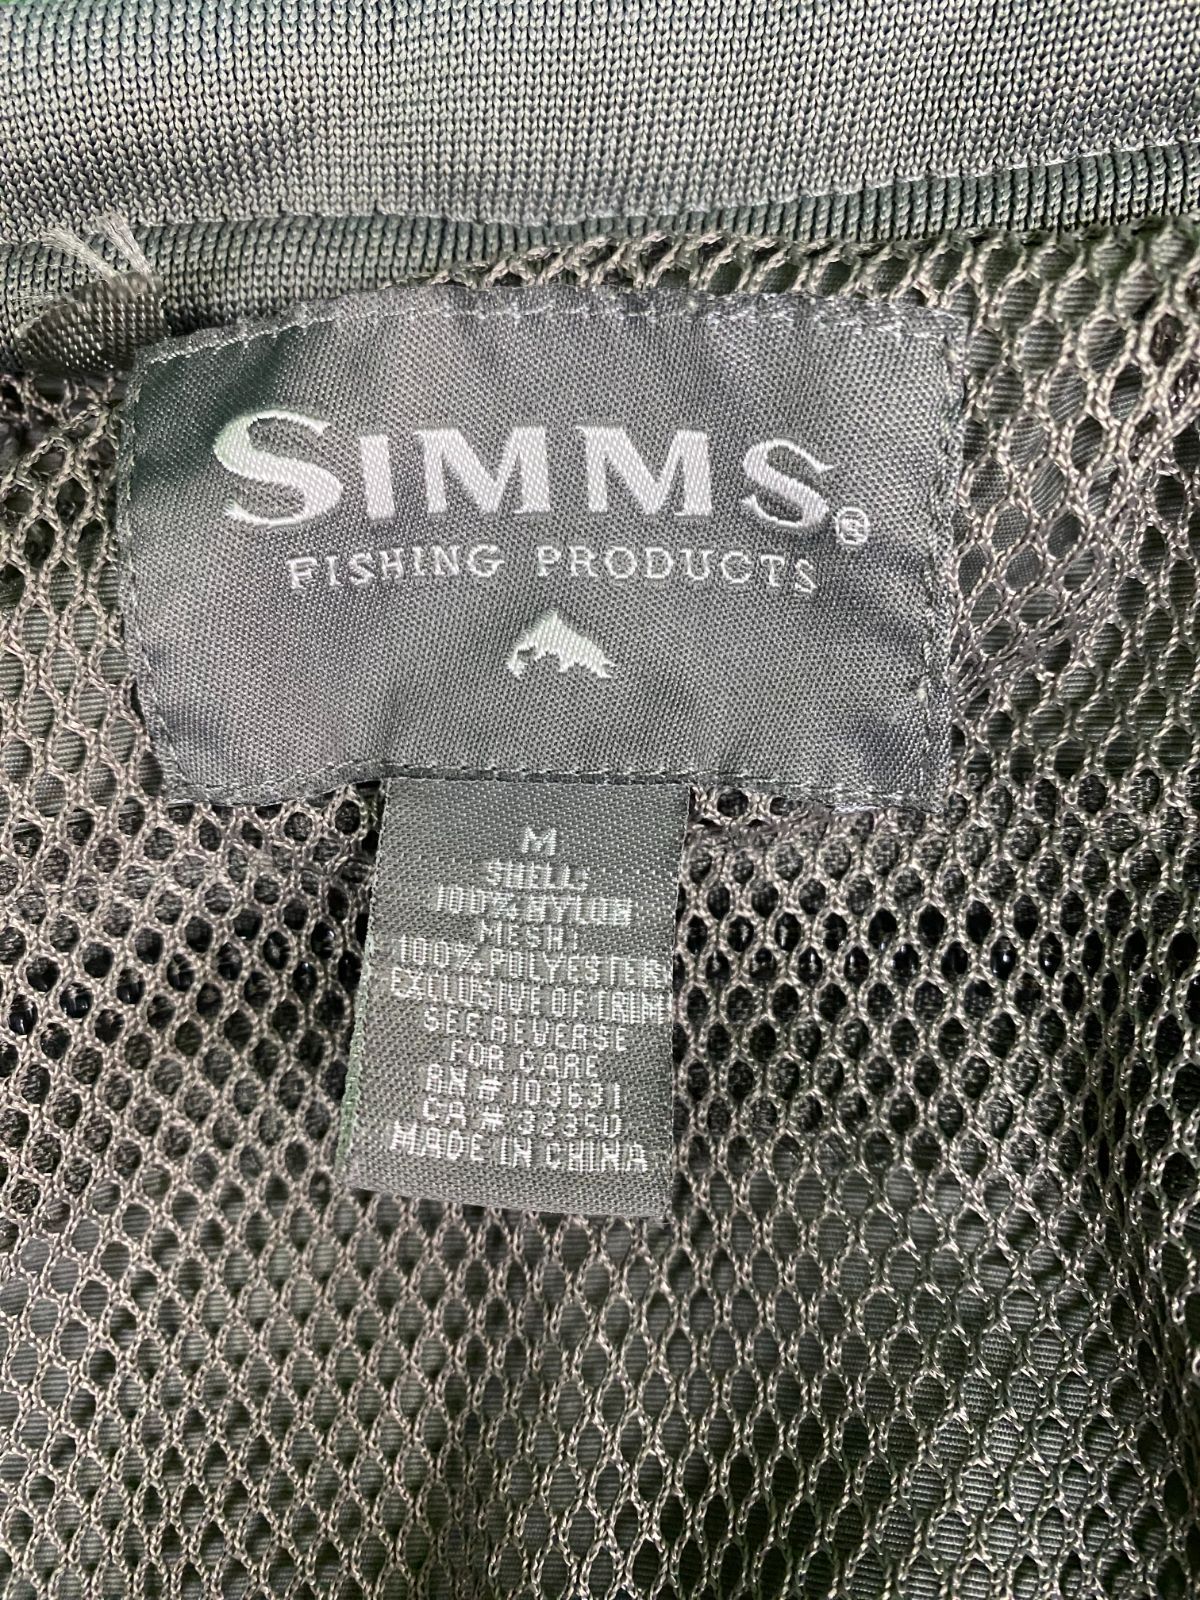 SIMMS®
FISHING PRODUCTS
M
SHELL:
100% NYLON
MESH:
100% POLYESTER
EXCLUSIVE OF TRIM
SEE REVERSE
FOR CARE
RN # 103631
CA #
MADE IN CHINA